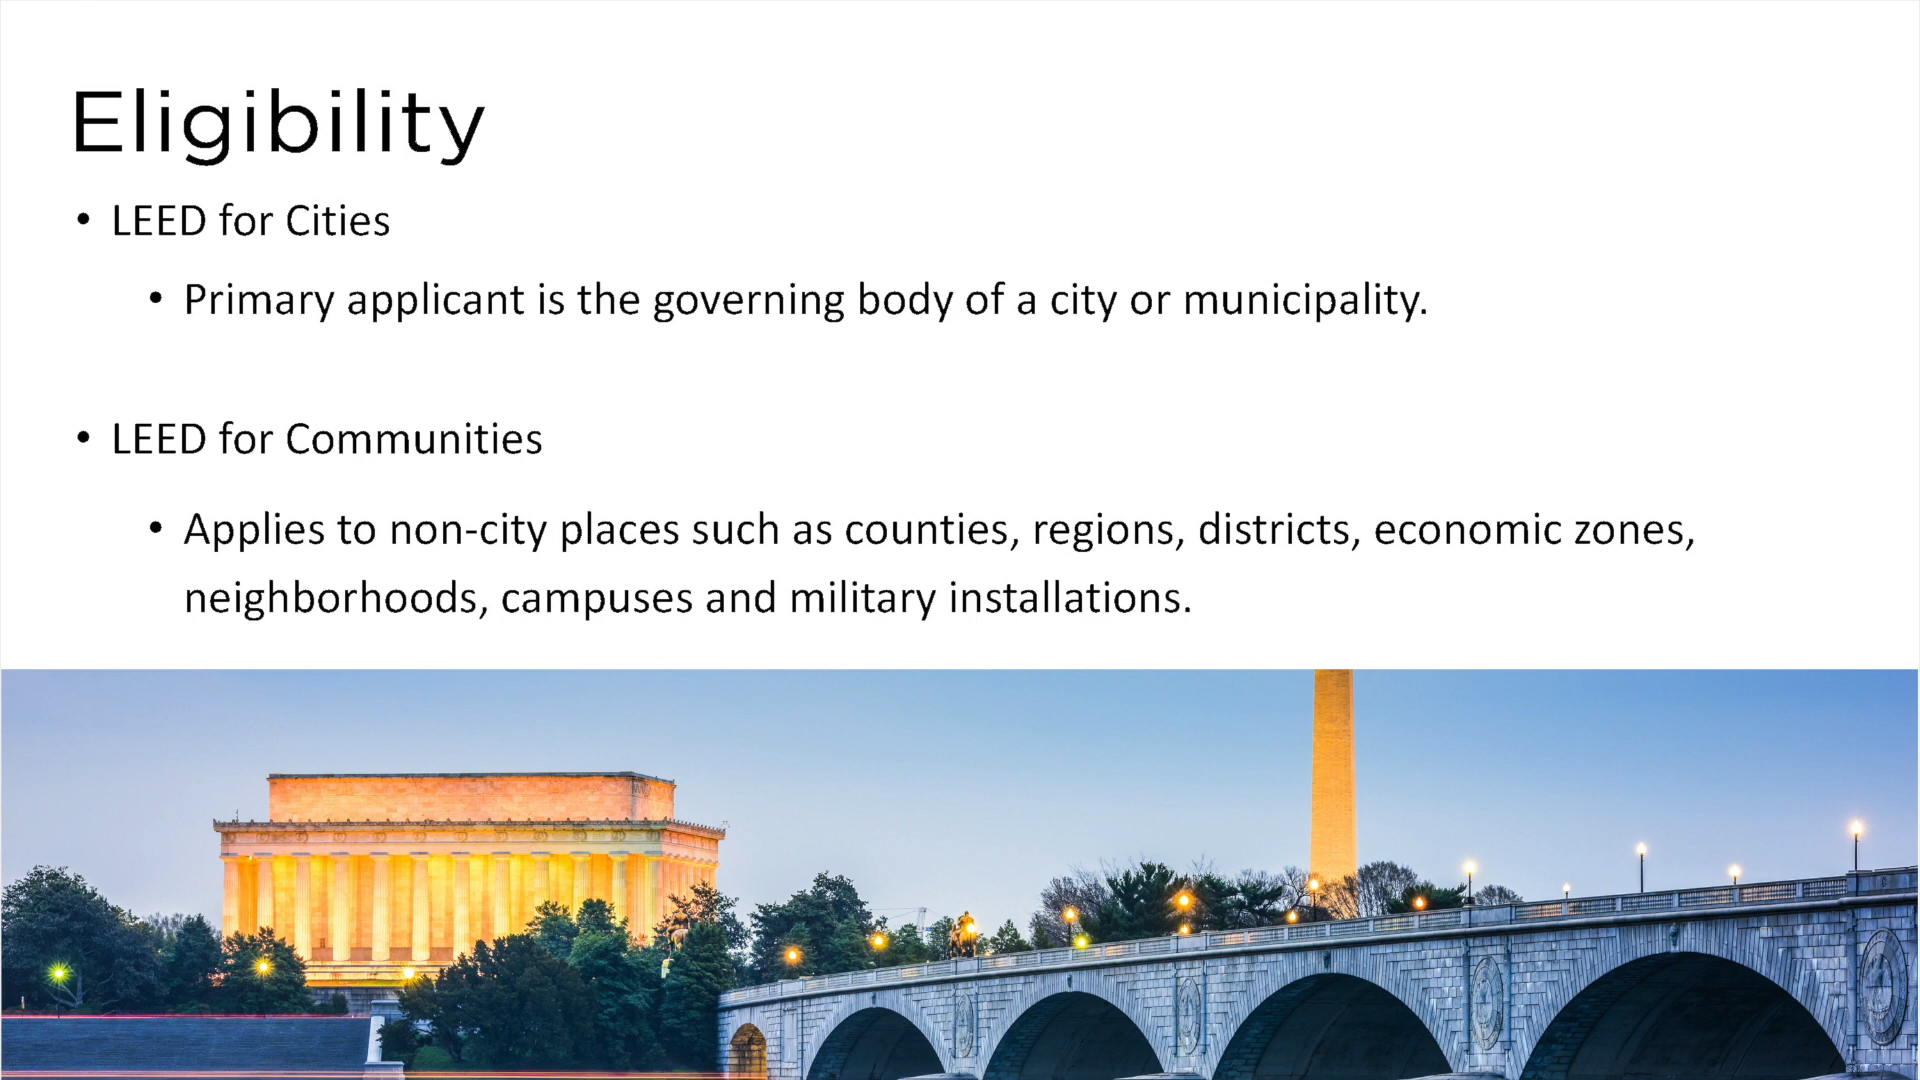 Eligibility
• LEED for Cities
• Primary applicant is the governing body of a city or municipality.
• LEED for Communities
• Applies to non-city places such as counties, regions, districts, economic zones,
neighborhoods, campuses and military installations.